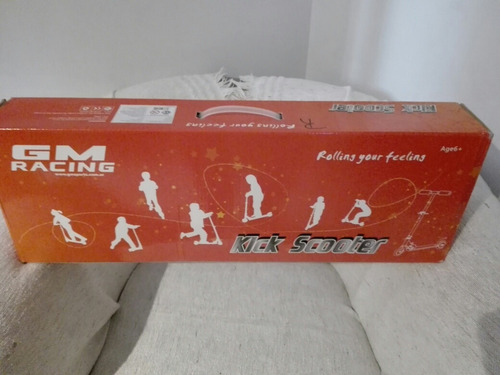 Kick Scooter
Rolling your feeling
R
GM
RACING
Rolling your feeling
Age6+
Kick Scooter